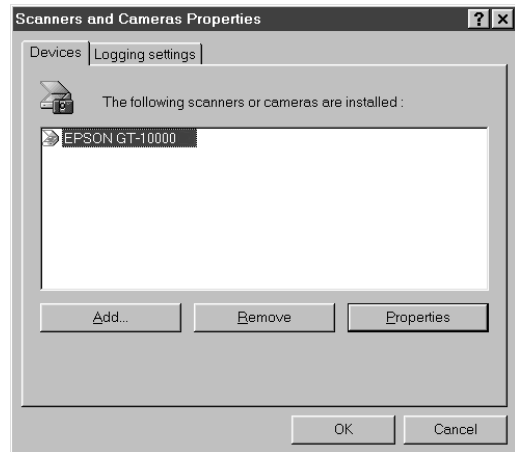 Scanners and Cameras Properties
Devices Logging settings
The following scanners or cameras are installed :
EPSON GT-10000
Add... Remove Properties
OK Cancel